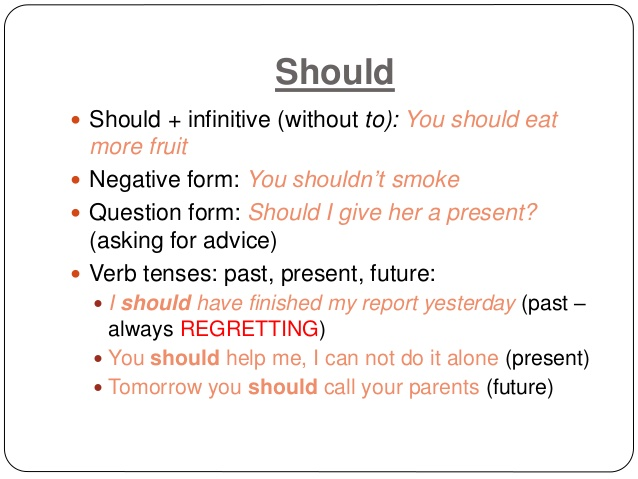 Should
• Should + infinitive (without to): You should eat
more fruit
• Negative form: You shouldn’t smoke
• Question form: Should I give her a present?
(asking for advice)
• Verb tenses: past, present, future:
• I should have finished my report yesterday (past –
always REGRETTING)
• You should help me, I can not do it alone (present)
• Tomorrow you should call your parents (future)